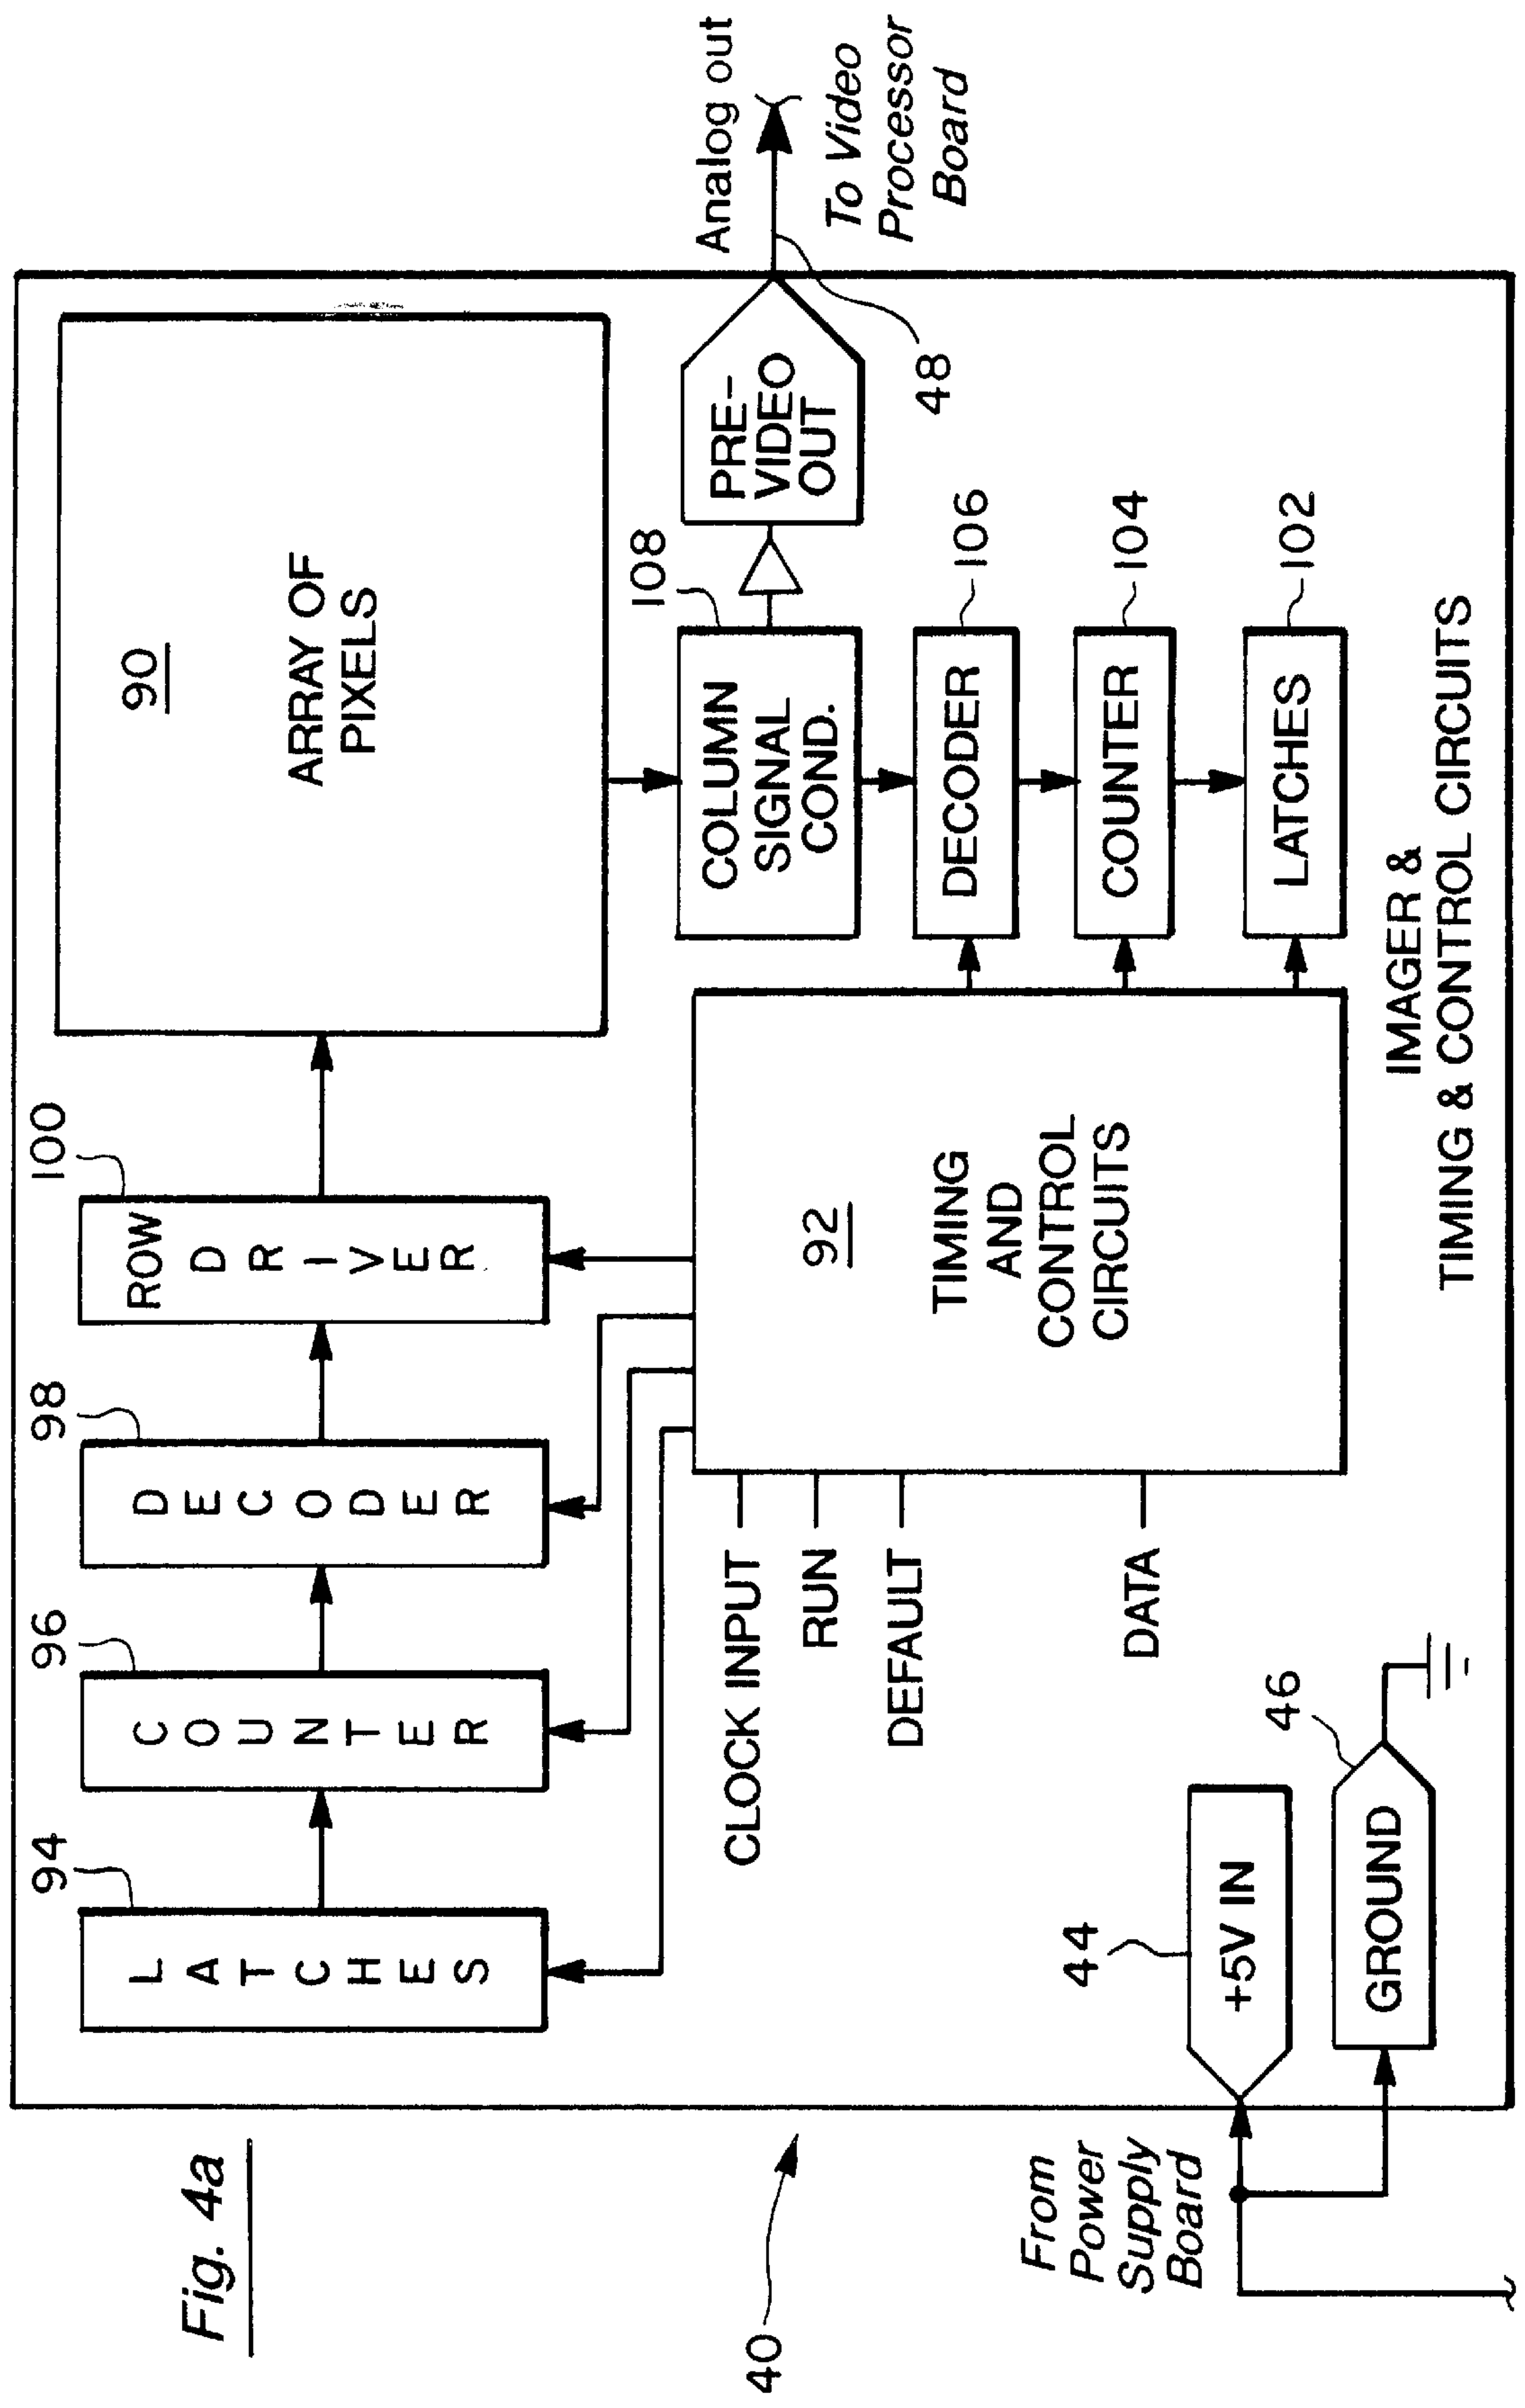 Fig. 4a
40
94
96
98
100
LATCHES
COUNTER
DECODER
ROW
DRIVER
90
ARRAY OF
PIXELS
CLOCK INPUT
RUN
DEFAULT
DATA
92
TIMING
AND
CONTROL
CIRCUITS
108
COLUMN
SIGNAL
COND.
PRE-
VIDEO
OUT
48
Analog out
To Video
Processor
Board
DECODER
106
COUNTER
104
LATCHES
102
From
Power
Supply
Board
44
+5V IN
46
GROUND
IMAGER &
TIMING & CONTROL CIRCUITS